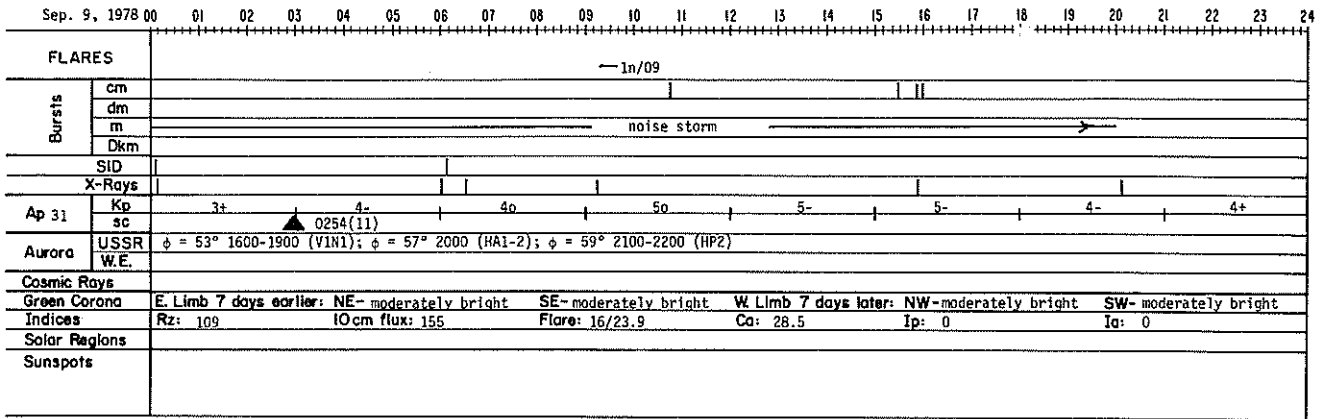 Sep. 9, 1978 00 01 02 03 04 05 06 07 08 09 10 11 12 13 14 15 16 17 18 19 20 21 22 23 24
FLARES 1n/09
Bursts
cm
dm
m noise storm
Dkm
SID
X-Rays
Ap 31 Kp 3+ 4- 4o 5o 5- 5- 4- 4+
sc 0254(11)
Aurora USSR φ = 53° 1600-1900 (V1N1); φ = 57° 2000 (HA1-2); φ = 59° 2100-2200 (HP2)
W.E.
Cosmic Rays
Green Corona E. Limb 7 days earlier: NE- moderately bright SE- moderately bright W. Limb 7 days later: NW-moderately bright SW- moderately bright
Indices Rz: 109 10cm flux: 155 Flare: 16/23.9 Ca: 28.5 Ip: 0 Ia: 0
Solar Regions
Sunspots